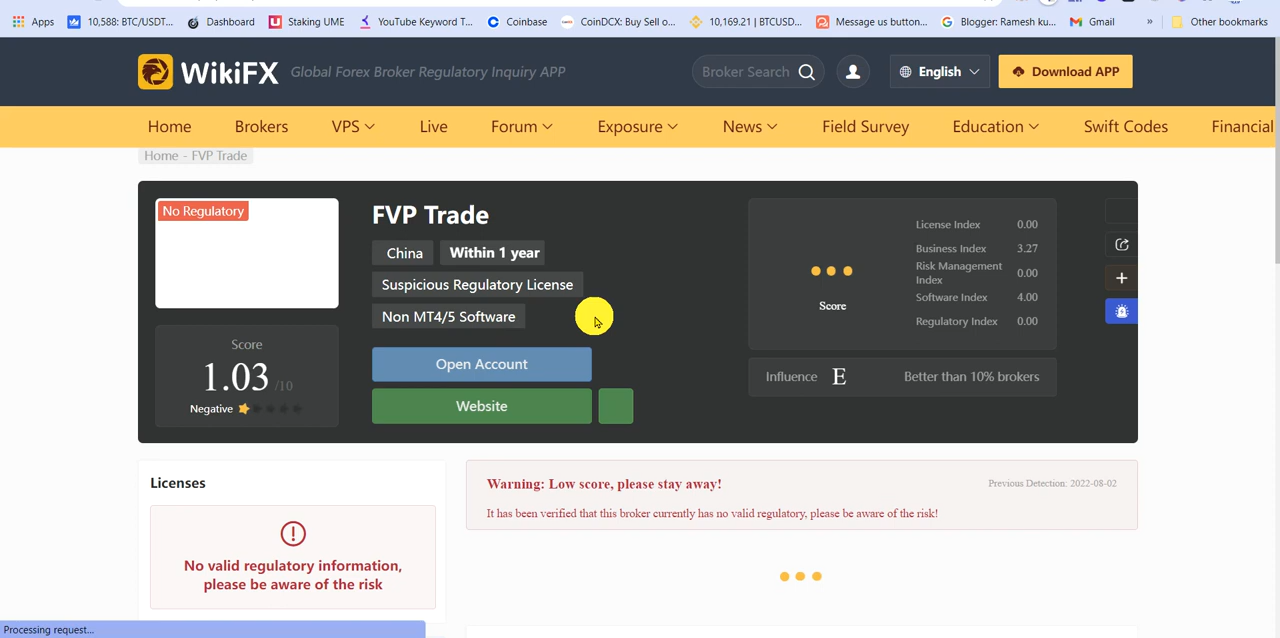 Apps
10,588: BTC/USDT...
Dashboard
Staking UME
YouTube Keyword T...
Coinbase
CoinDCX: Buy Sell o...
10,169.21 | BTCUSD...
Message us button...
Blogger: Ramesh ku...
Gmail
»
Other bookmarks
WikiFX
Global Forex Broker Regulatory Inquiry APP
Broker Search
English
Download APP
Home
Brokers
VPS
Live
Forum
Exposure
News
Field Survey
Education
Swift Codes
Financial
Home - FVP Trade
No Regulatory
FVP Trade
China
Within 1 year
Suspicious Regulatory License
Non MT4/5 Software
Open Account
Website
Score
1.03 /10
Negative
Score
License Index 0.00
Business Index 3.27
Risk Management Index 0.00
Software Index 4.00
Regulatory Index 0.00
Influence E
Better than 10% brokers
Licenses
No valid regulatory information,
please be aware of the risk
Warning: Low score, please stay away!
Previous Detection: 2022-08-02
It has been verified that this broker currently has no valid regulatory, please be aware of the risk!
Processing request...